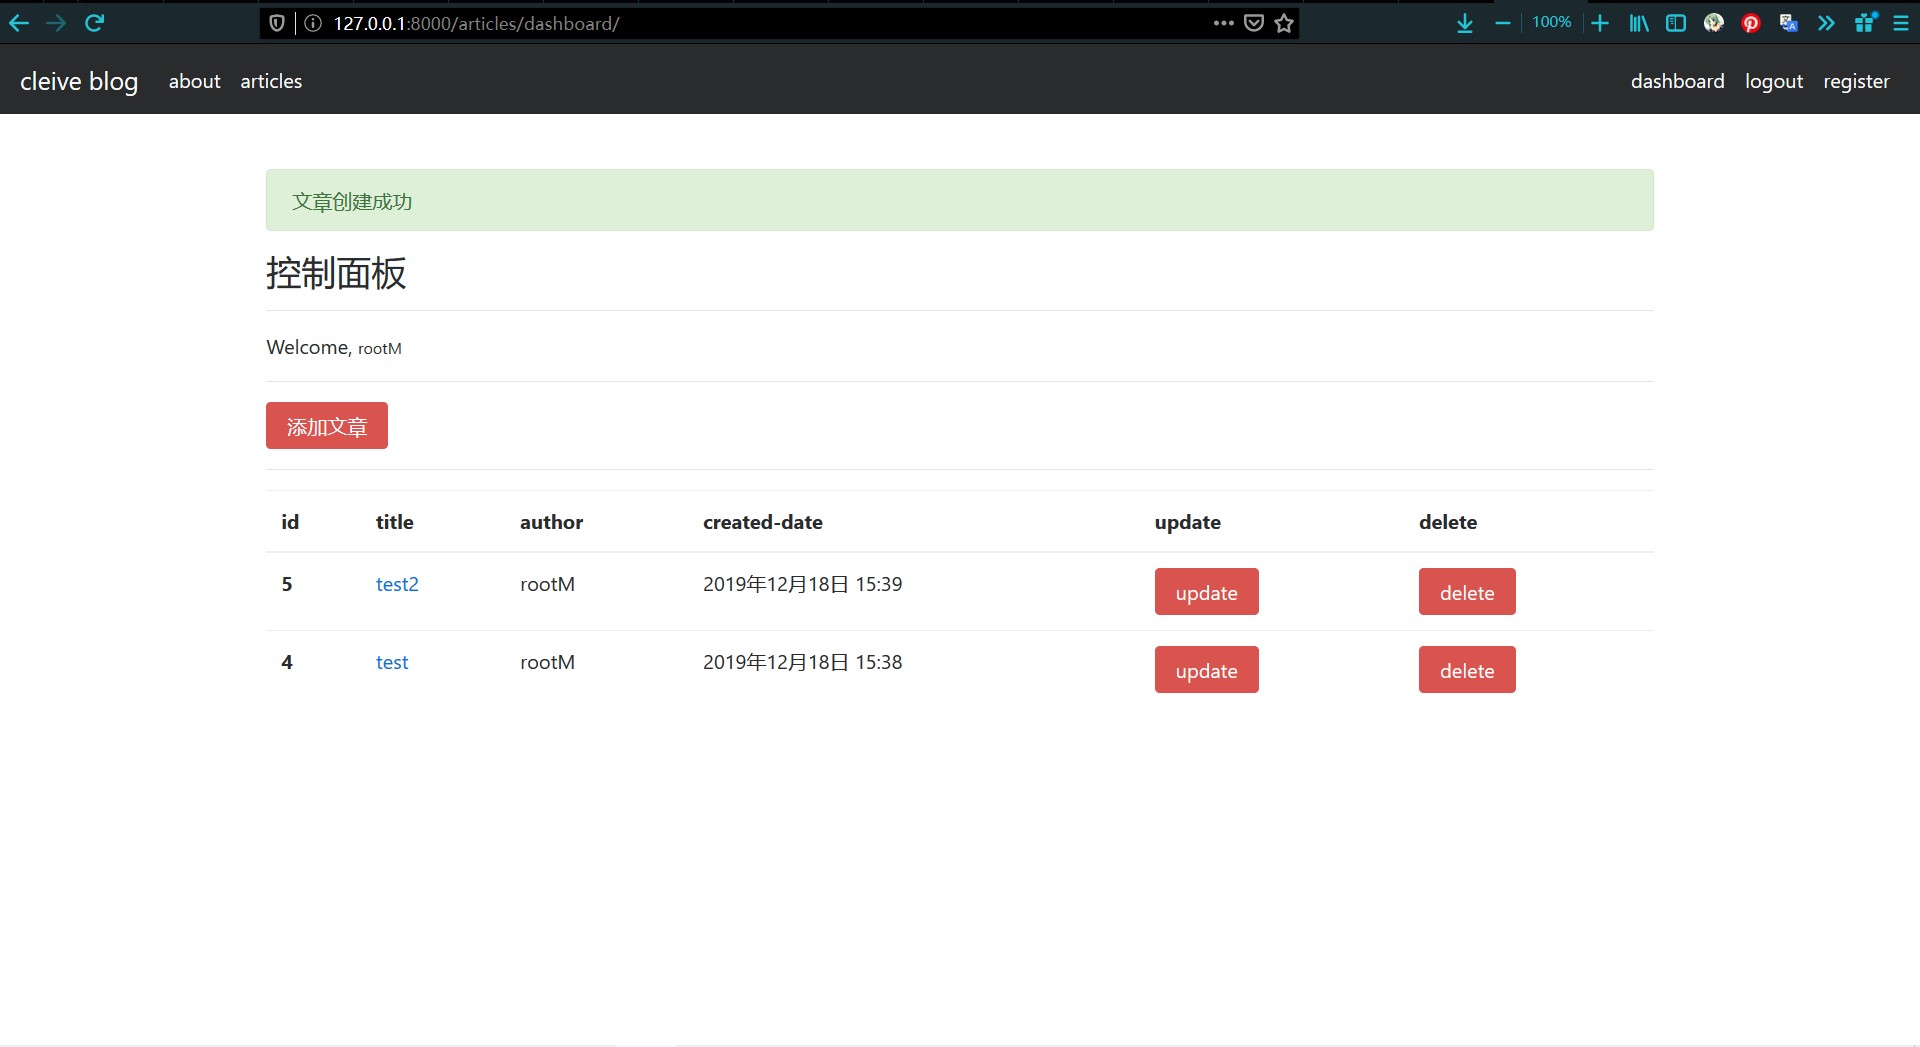 127.0.0.1:8000/articles/dashboard/ 100%
cleive blog about articles dashboard logout register
文章创建成功
控制面板
Welcome, rootM
添加文章
id title author created-date update delete
5 test2 rootM 2019年12月18日 15:39 update delete
4 test rootM 2019年12月18日 15:38 update delete